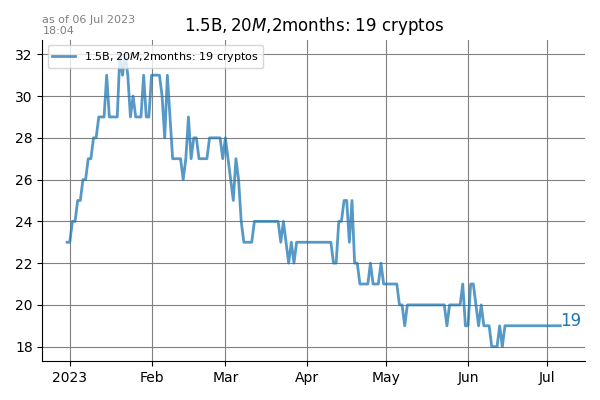 as of 06 Jul 2023
18:04
1.5B, 20M,2months: 19 cryptos
1.5B, 20M,2months: 19 cryptos
32
30
28
26
24
22
20
18
19
2023 Feb Mar Apr May Jun Jul